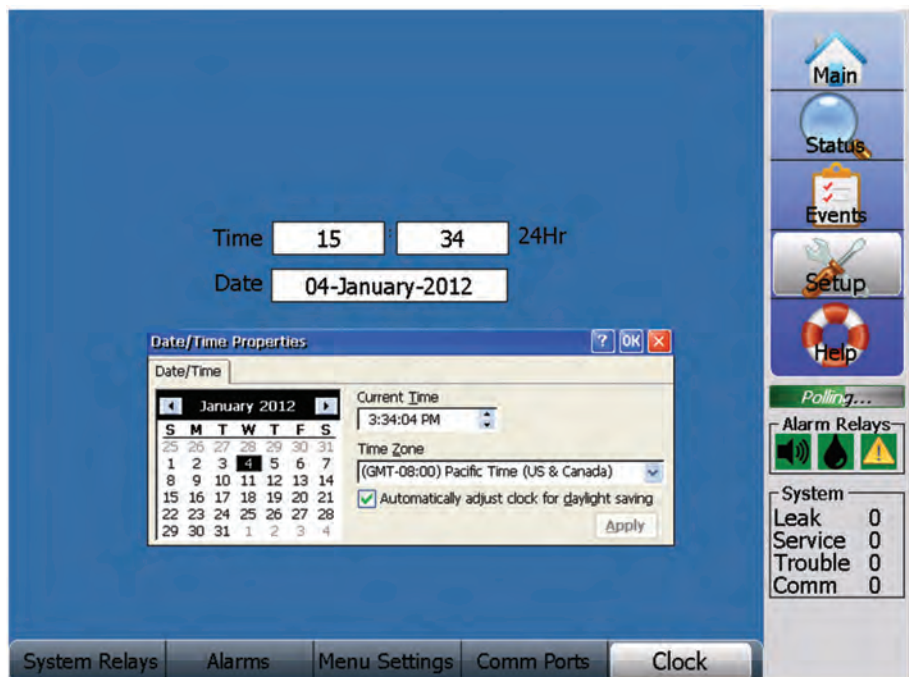 Time 15 : 34 24Hr
Date 04-January-2012
Date/Time Properties ? OK
Date/Time
January 2012
S M T W T F S
25 26 27 28 29 30 31
1 2 3 4 5 6 7
8 9 10 11 12 13 14
15 16 17 18 19 20 21
22 23 24 25 26 27 28
29 30 31 1 2 3 4
Current Time
3:34:04 PM
Time Zone
(GMT-08:00) Pacific Time (US & Canada)
Automatically adjust clock for daylight saving
Apply
Main
Status
Events
Setup
Help
Polling...
Alarm Relays
System
Leak 0
Service 0
Trouble 0
Comm 0
System Relays Alarms Menu Settings Comm Ports Clock